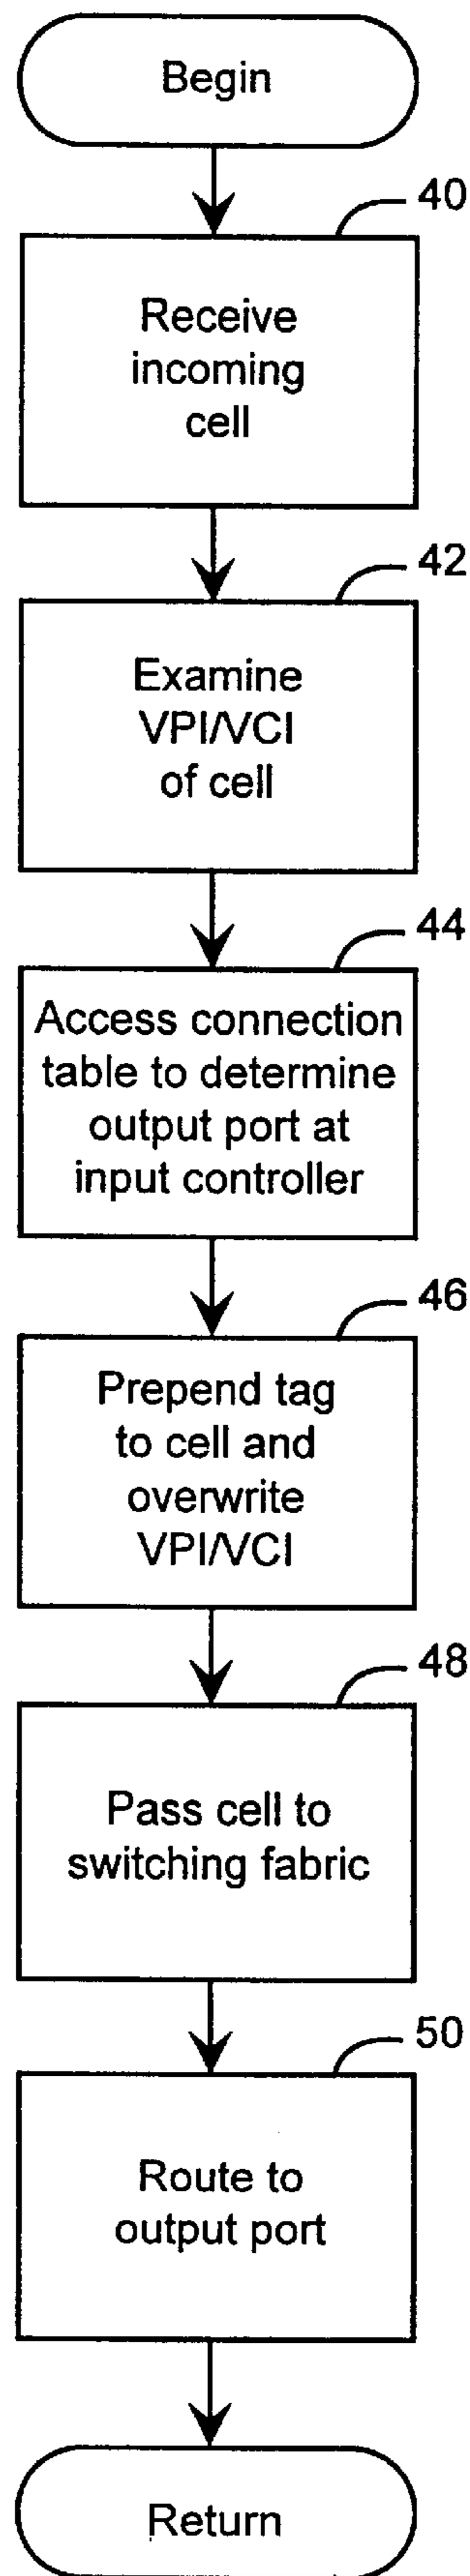 Begin
40
Receive
incoming
cell
42
Examine
VPI/VCI
of cell
44
Access connection
table to determine
output port at
input controller
46
Prepend tag
to cell and
overwrite
VPI/VCI
48
Pass cell to
switching fabric
50
Route to
output port
Return